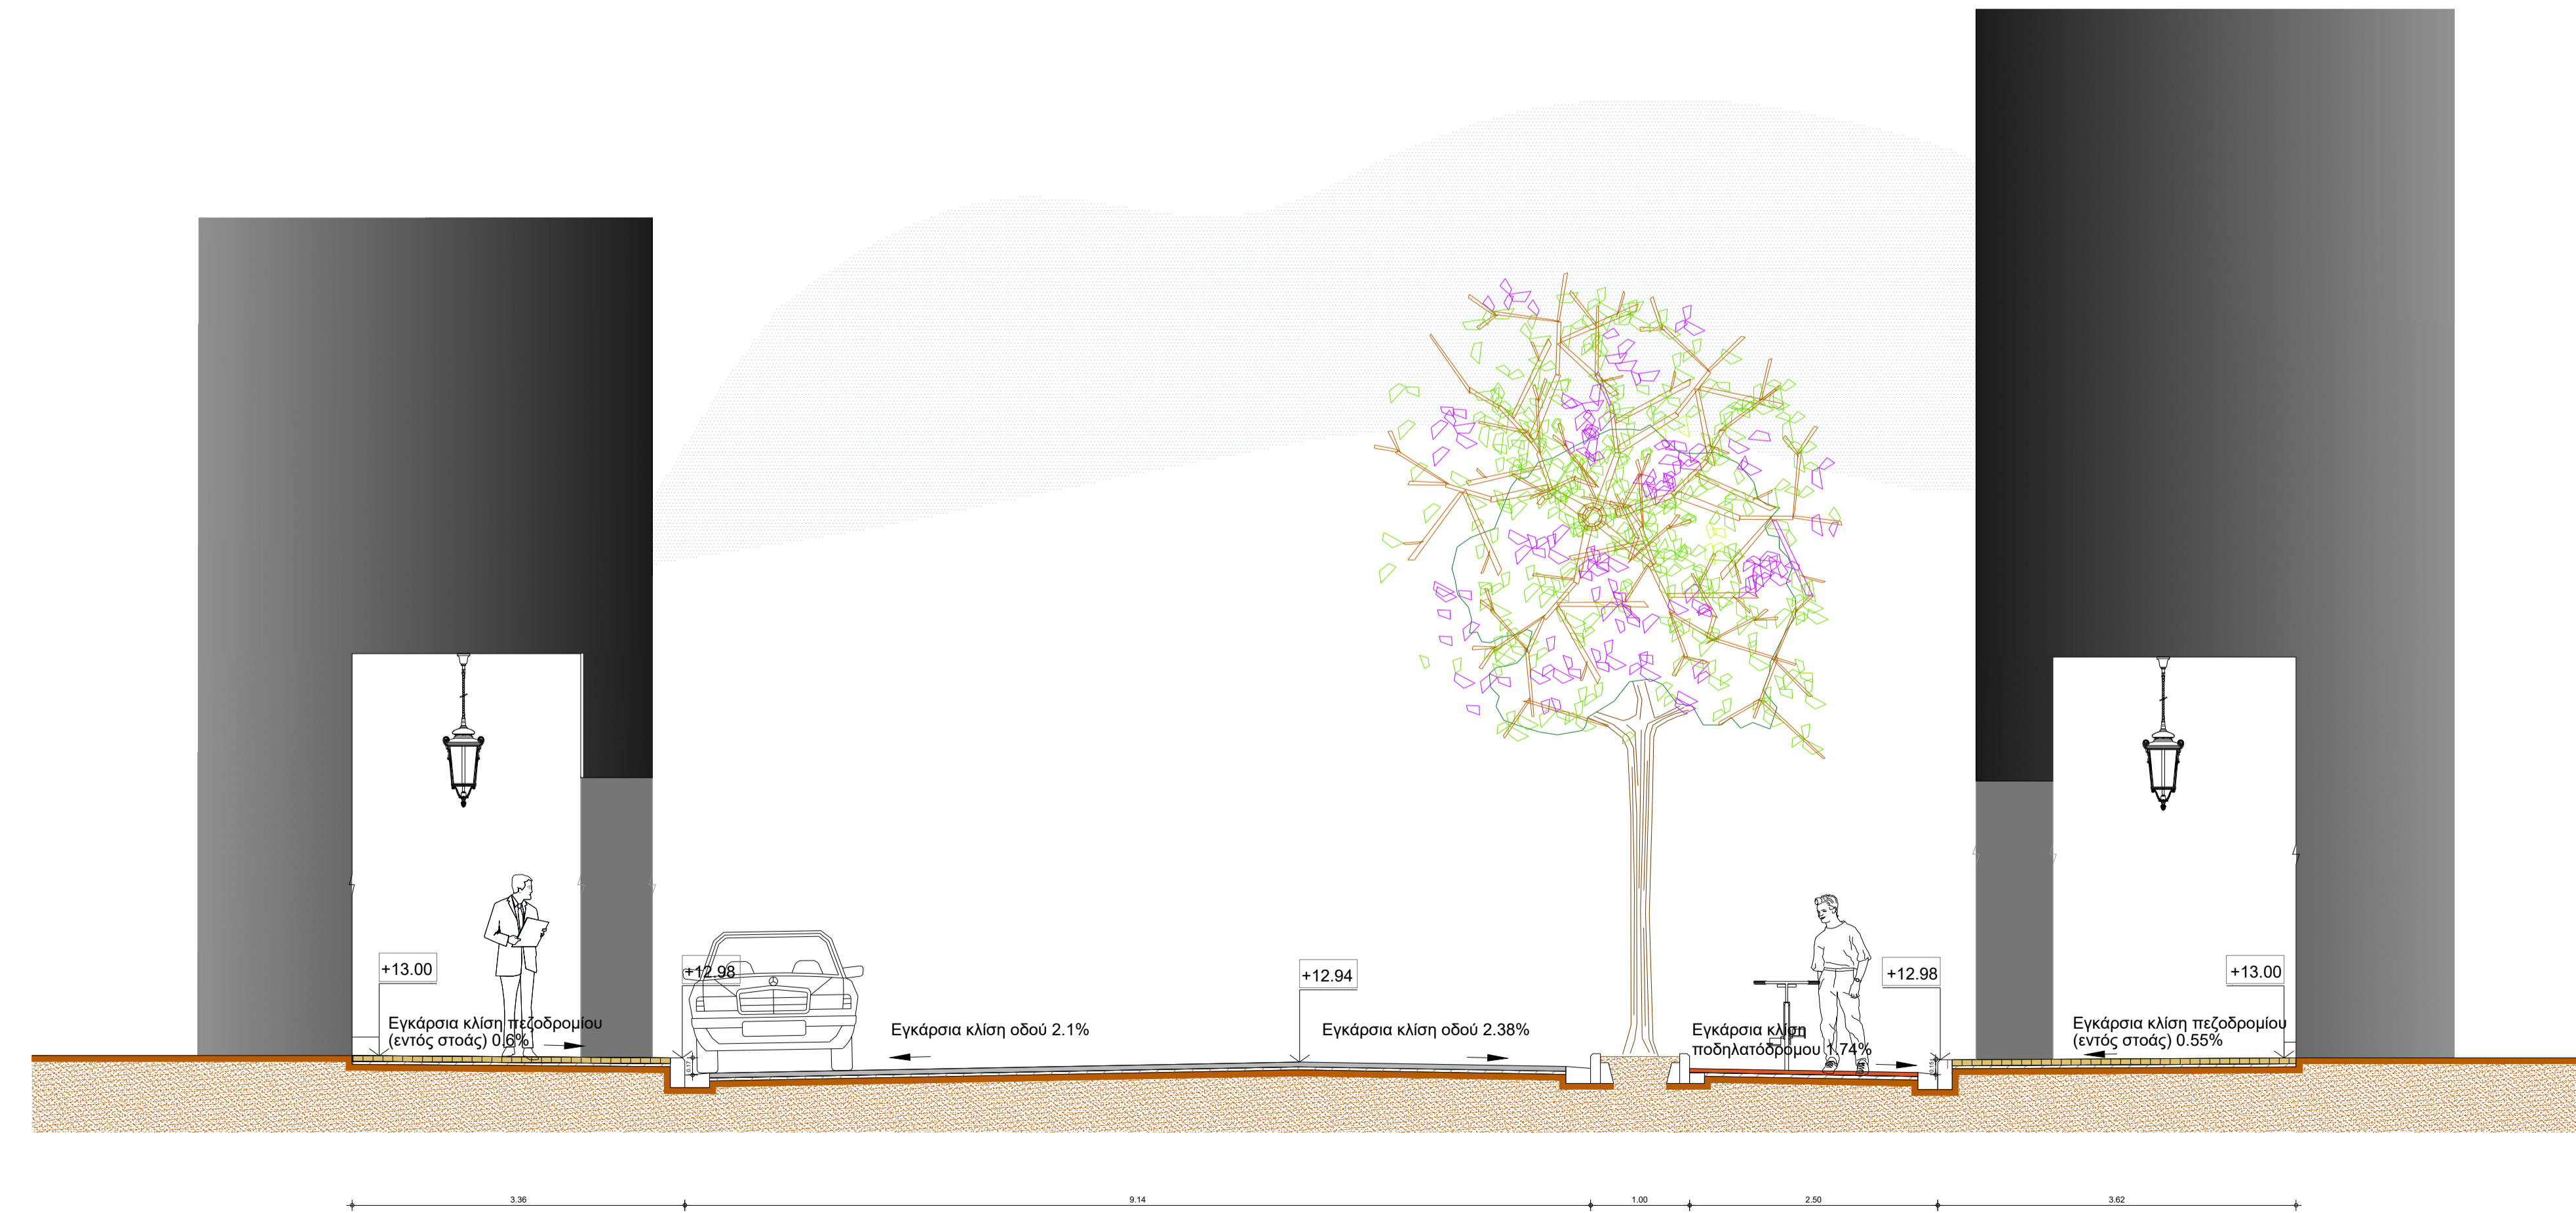 +13.00
+12.98
+12.94
+12.98
+13.00
Εγκάρσια κλίση πεζοδρομίου
(εντός στοάς) 0.6%
Εγκάρσια κλίση οδού 2.1%
Εγκάρσια κλίση οδού 2.38%
Εγκάρσια κλίση
ποδηλατόδρομου 1.74%
Εγκάρσια κλίση πεζοδρομίου
(εντός στοάς) 0.55%
3.36
9.14
1.00
2.50
3.62